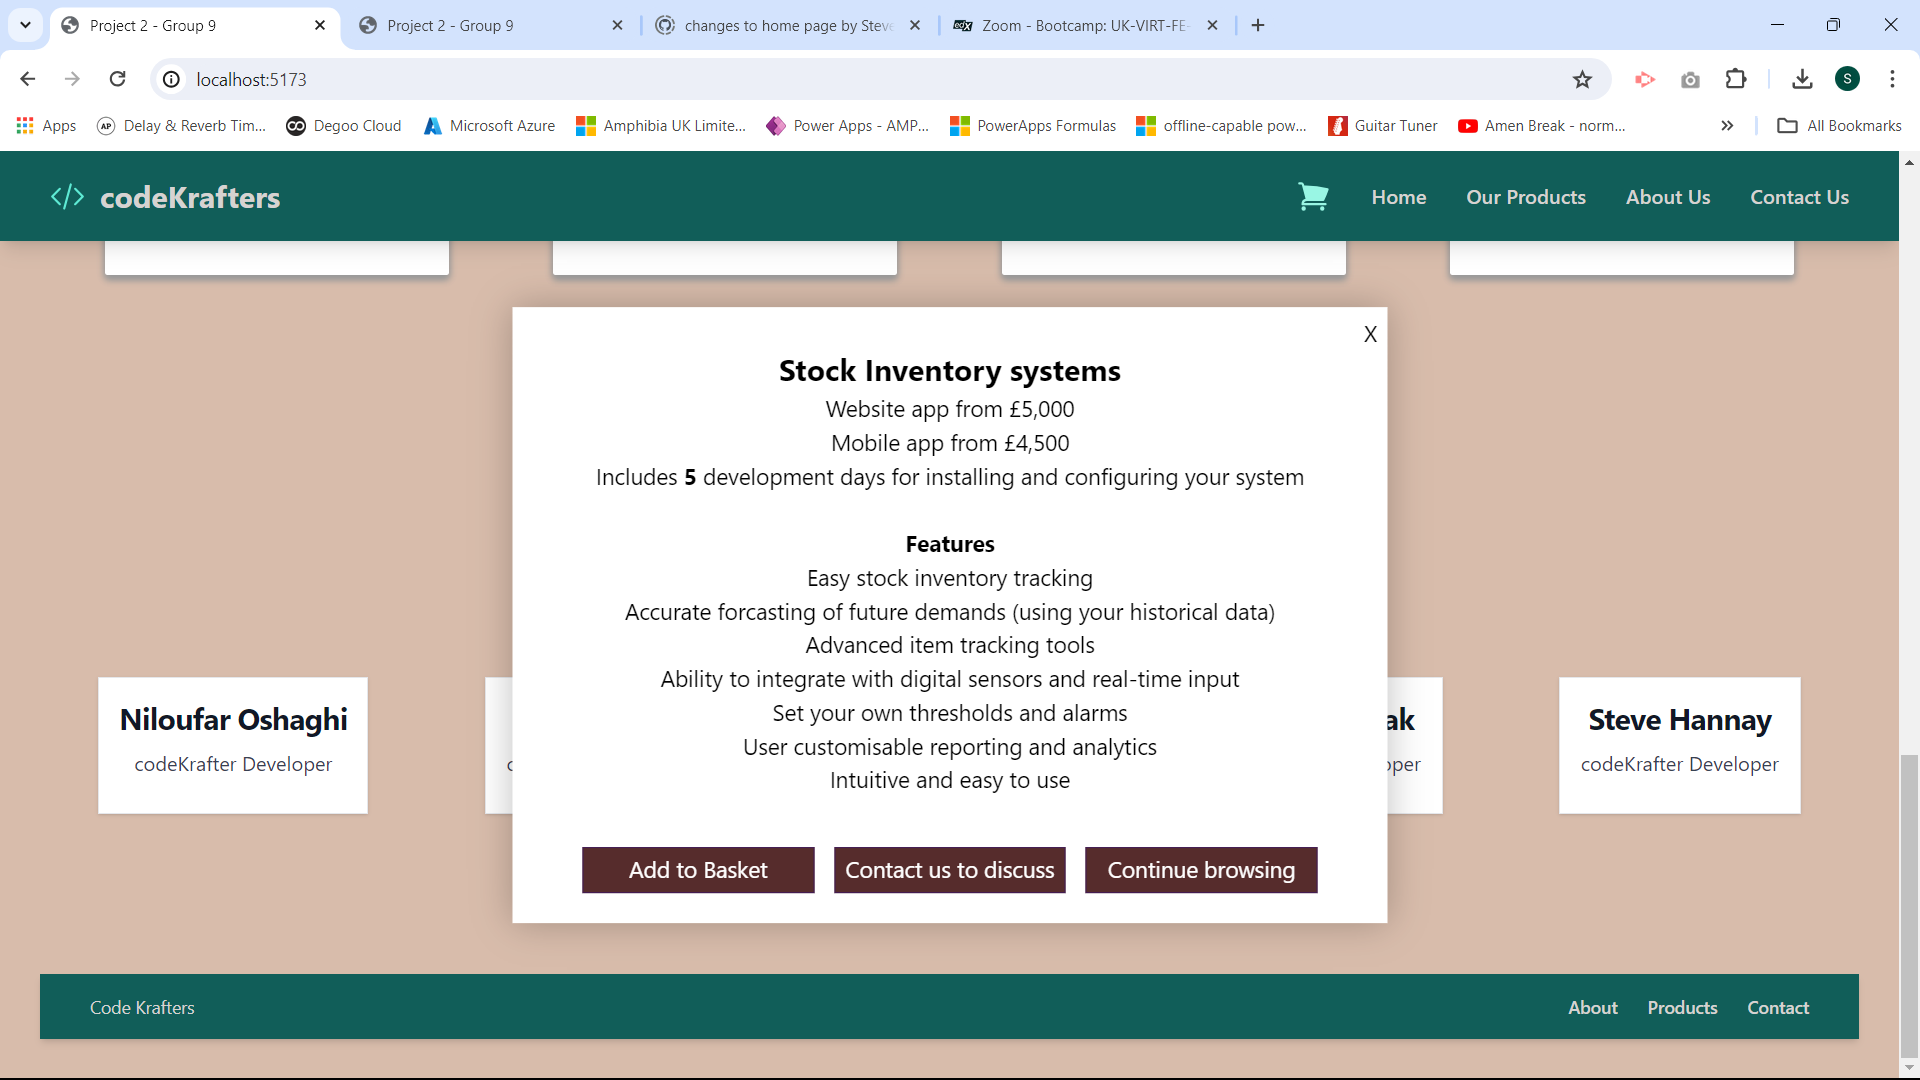 Project 2 - Group 9
Project 2 - Group 9
changes to home page by Steve
edX Zoom - Bootcamp: UK-VIRT-FE-
localhost:5173
S
Apps
AP Delay & Reverb Tim...
Degoo Cloud
Microsoft Azure
Amphibia UK Limite...
Power Apps - AMP...
PowerApps Formulas
offline-capable pow...
Guitar Tuner
Amen Break - norm...
All Bookmarks
</> codeKrafters
Home
Our Products
About Us
Contact Us
X
Stock Inventory systems
Website app from £5,000
Mobile app from £4,500
Includes 5 development days for installing and configuring your system
Features
Easy stock inventory tracking
Accurate forcasting of future demands (using your historical data)
Advanced item tracking tools
Ability to integrate with digital sensors and real-time input
Set your own thresholds and alarms
User customisable reporting and analytics
Intuitive and easy to use
Add to Basket
Contact us to discuss
Continue browsing
Niloufar Oshaghi
codeKrafter Developer
ak
oper
Steve Hannay
codeKrafter Developer
Code Krafters
About
Products
Contact